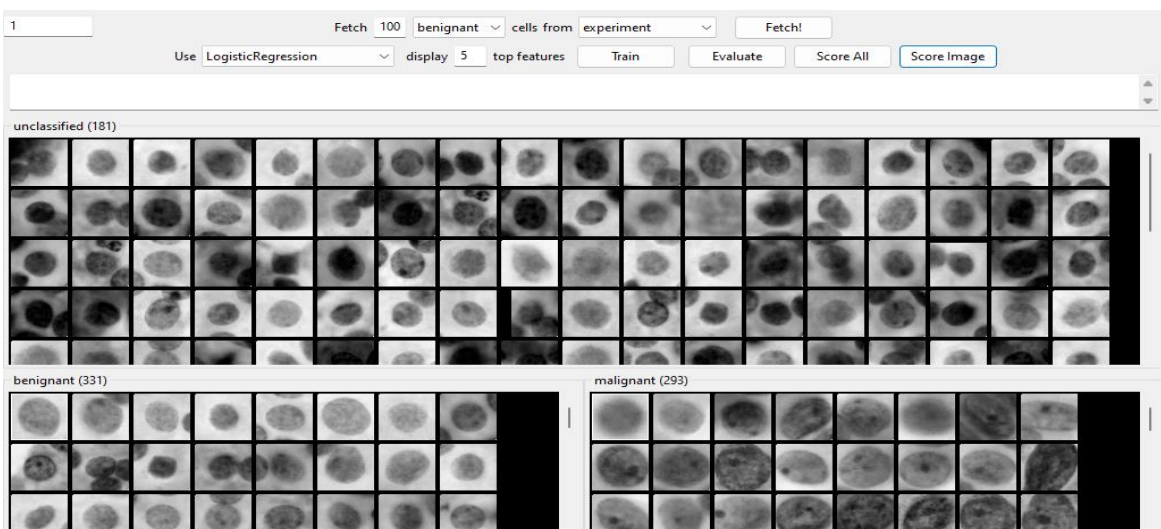 1 Fetch 100 benignant cells from experiment Fetch!
Use LogisticRegression display 5 top features Train Evaluate Score All Score Image
unclassified (181)
benignant (331) malignant (293)